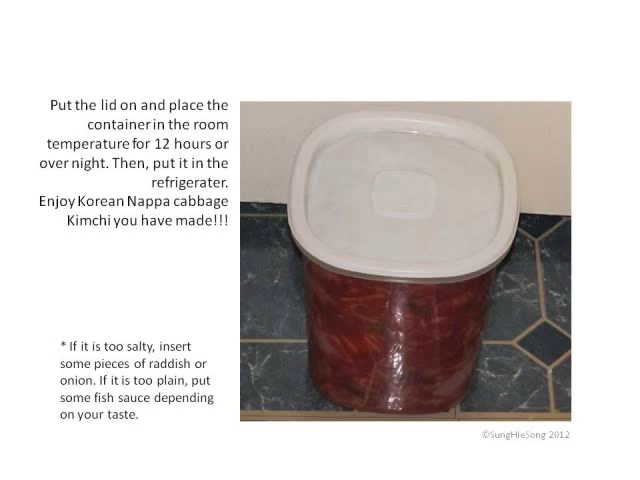 Put the lid on and place the
container in the room
temperature for 12 hours or
over night. Then, put it in the
refrigerater.
Enjoy Korean Nappa cabbage
Kimchi you have made!!!
* If it is too salty, insert
some pieces of raddish or
onion. If it is too plain, put
some fish sauce depending
on your taste.
©SungHieSong 2012